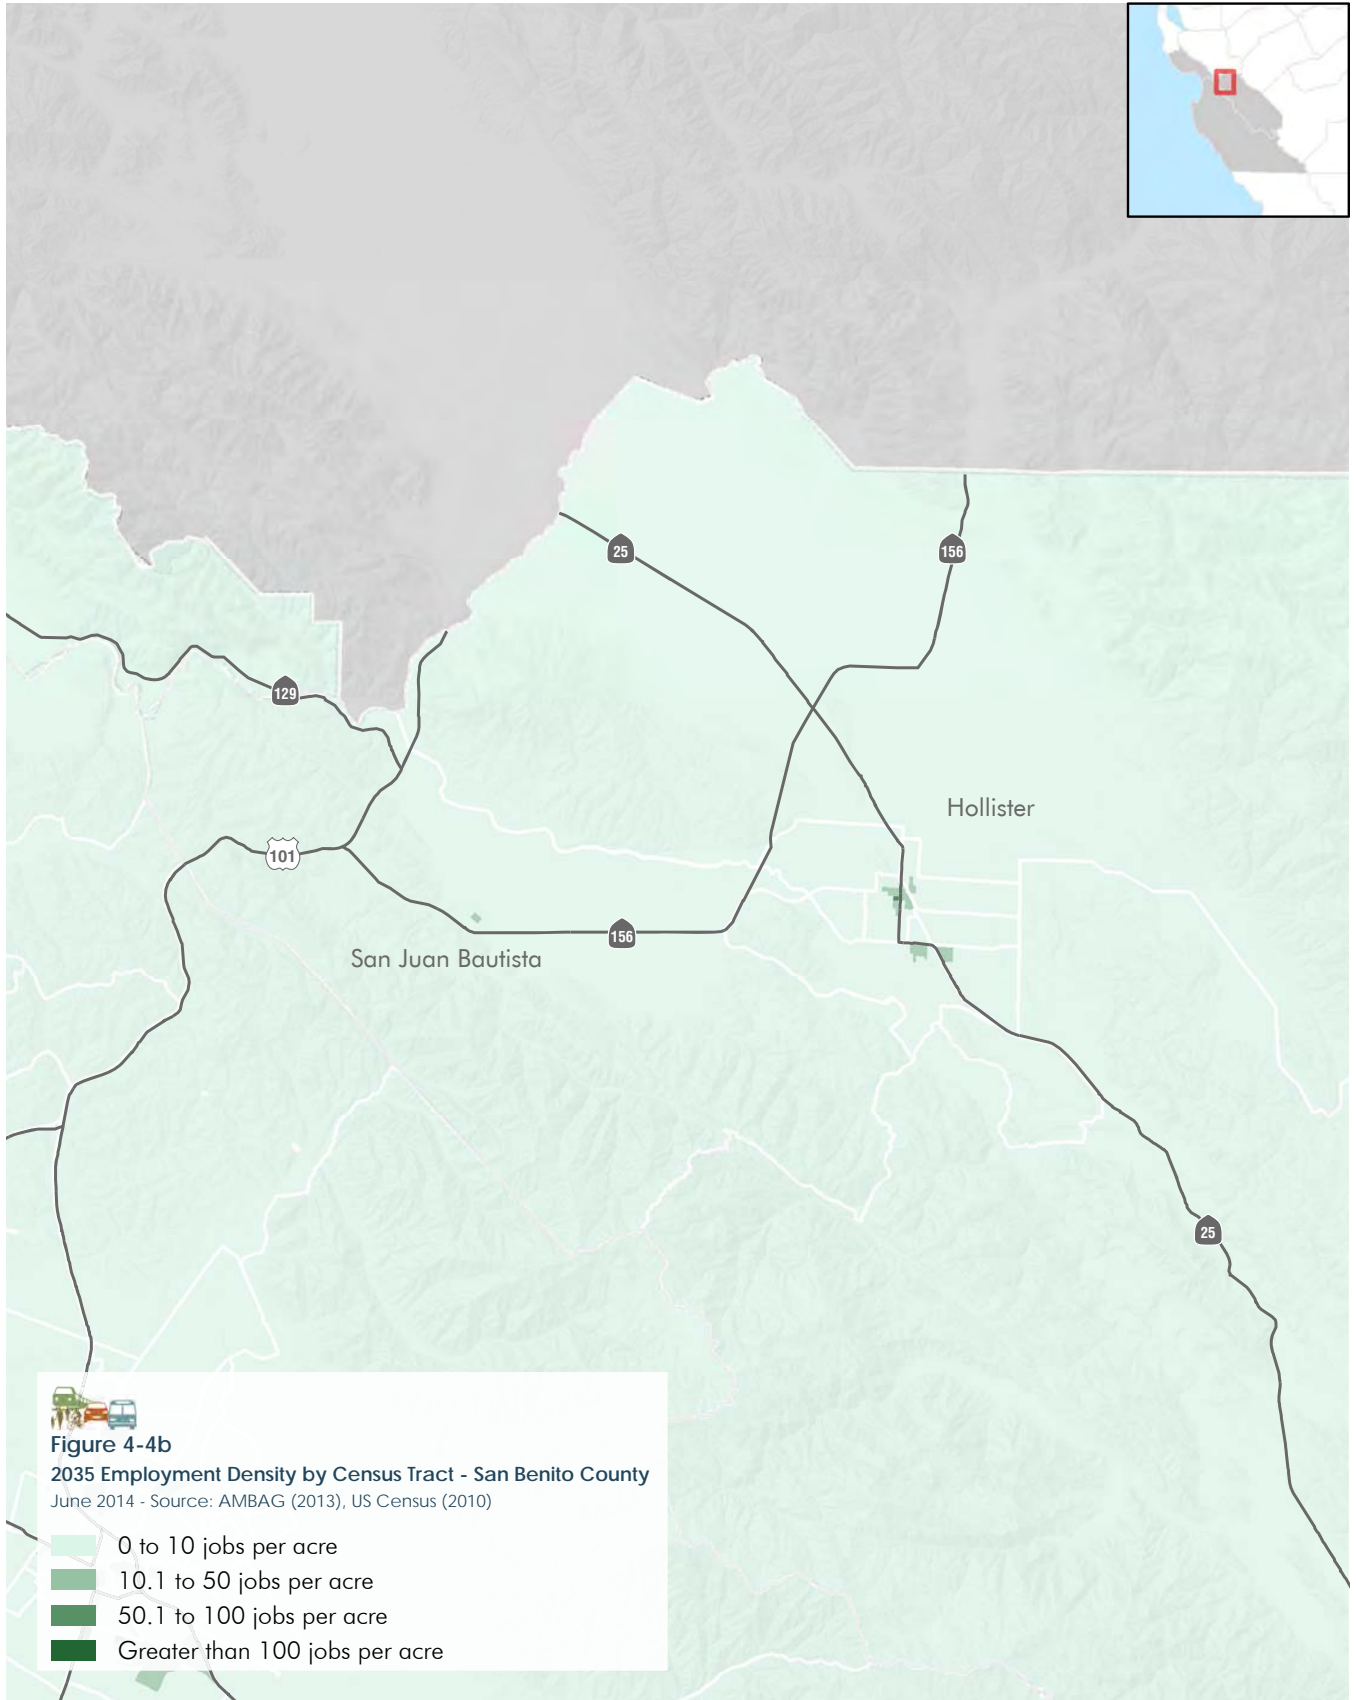 25
156
129
Hollister
101
156
San Juan Bautista
25
Figure 4-4b
2035 Employment Density by Census Tract - San Benito County
June 2014 - Source: AMBAG (2013), US Census (2010)
0 to 10 jobs per acre
10.1 to 50 jobs per acre
50.1 to 100 jobs per acre
Greater than 100 jobs per acre